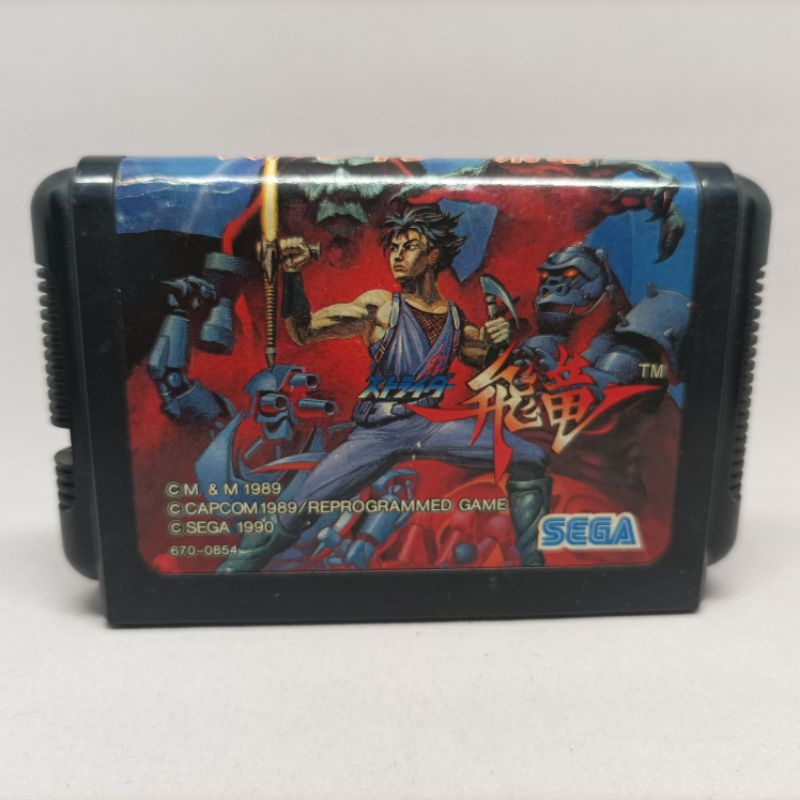 ストライダー飛竜 TM
©M. & M 1989
©CAPCOM 1989/REPROGRAMMED GAME
©SEGA 1990
SEGA
670-0854